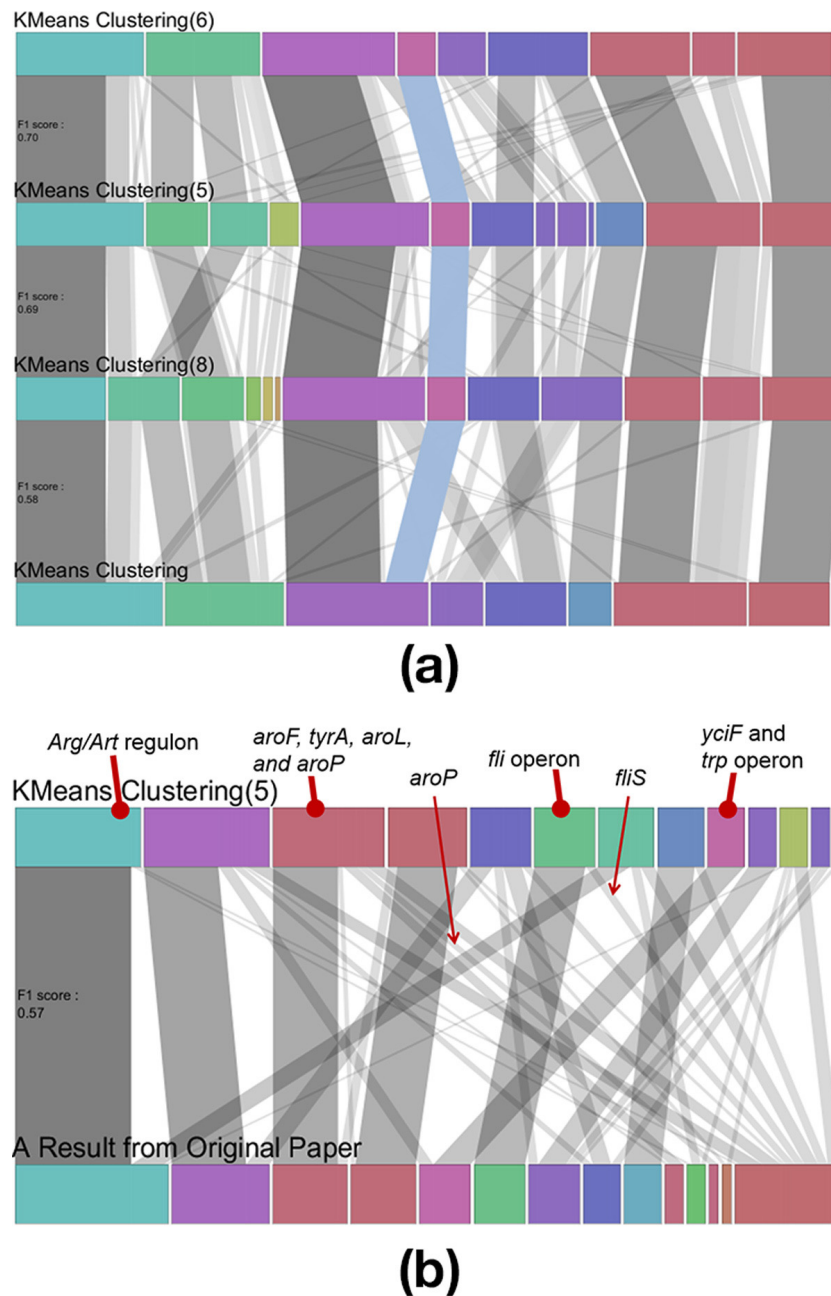 KMeans Clustering(6)
F1 score :
0.70
KMeans Clustering(5)
F1 score :
0.69
KMeans Clustering(8)
F1 score :
0.58
KMeans Clustering
(a)
Arg/Art regulon
aroF, tyrA, aroL,
and aroP
aroP
fli operon
fliS
yciF and
trp operon
KMeans Clustering(5)
F1 score :
0.57
A Result from Original Paper
(b)